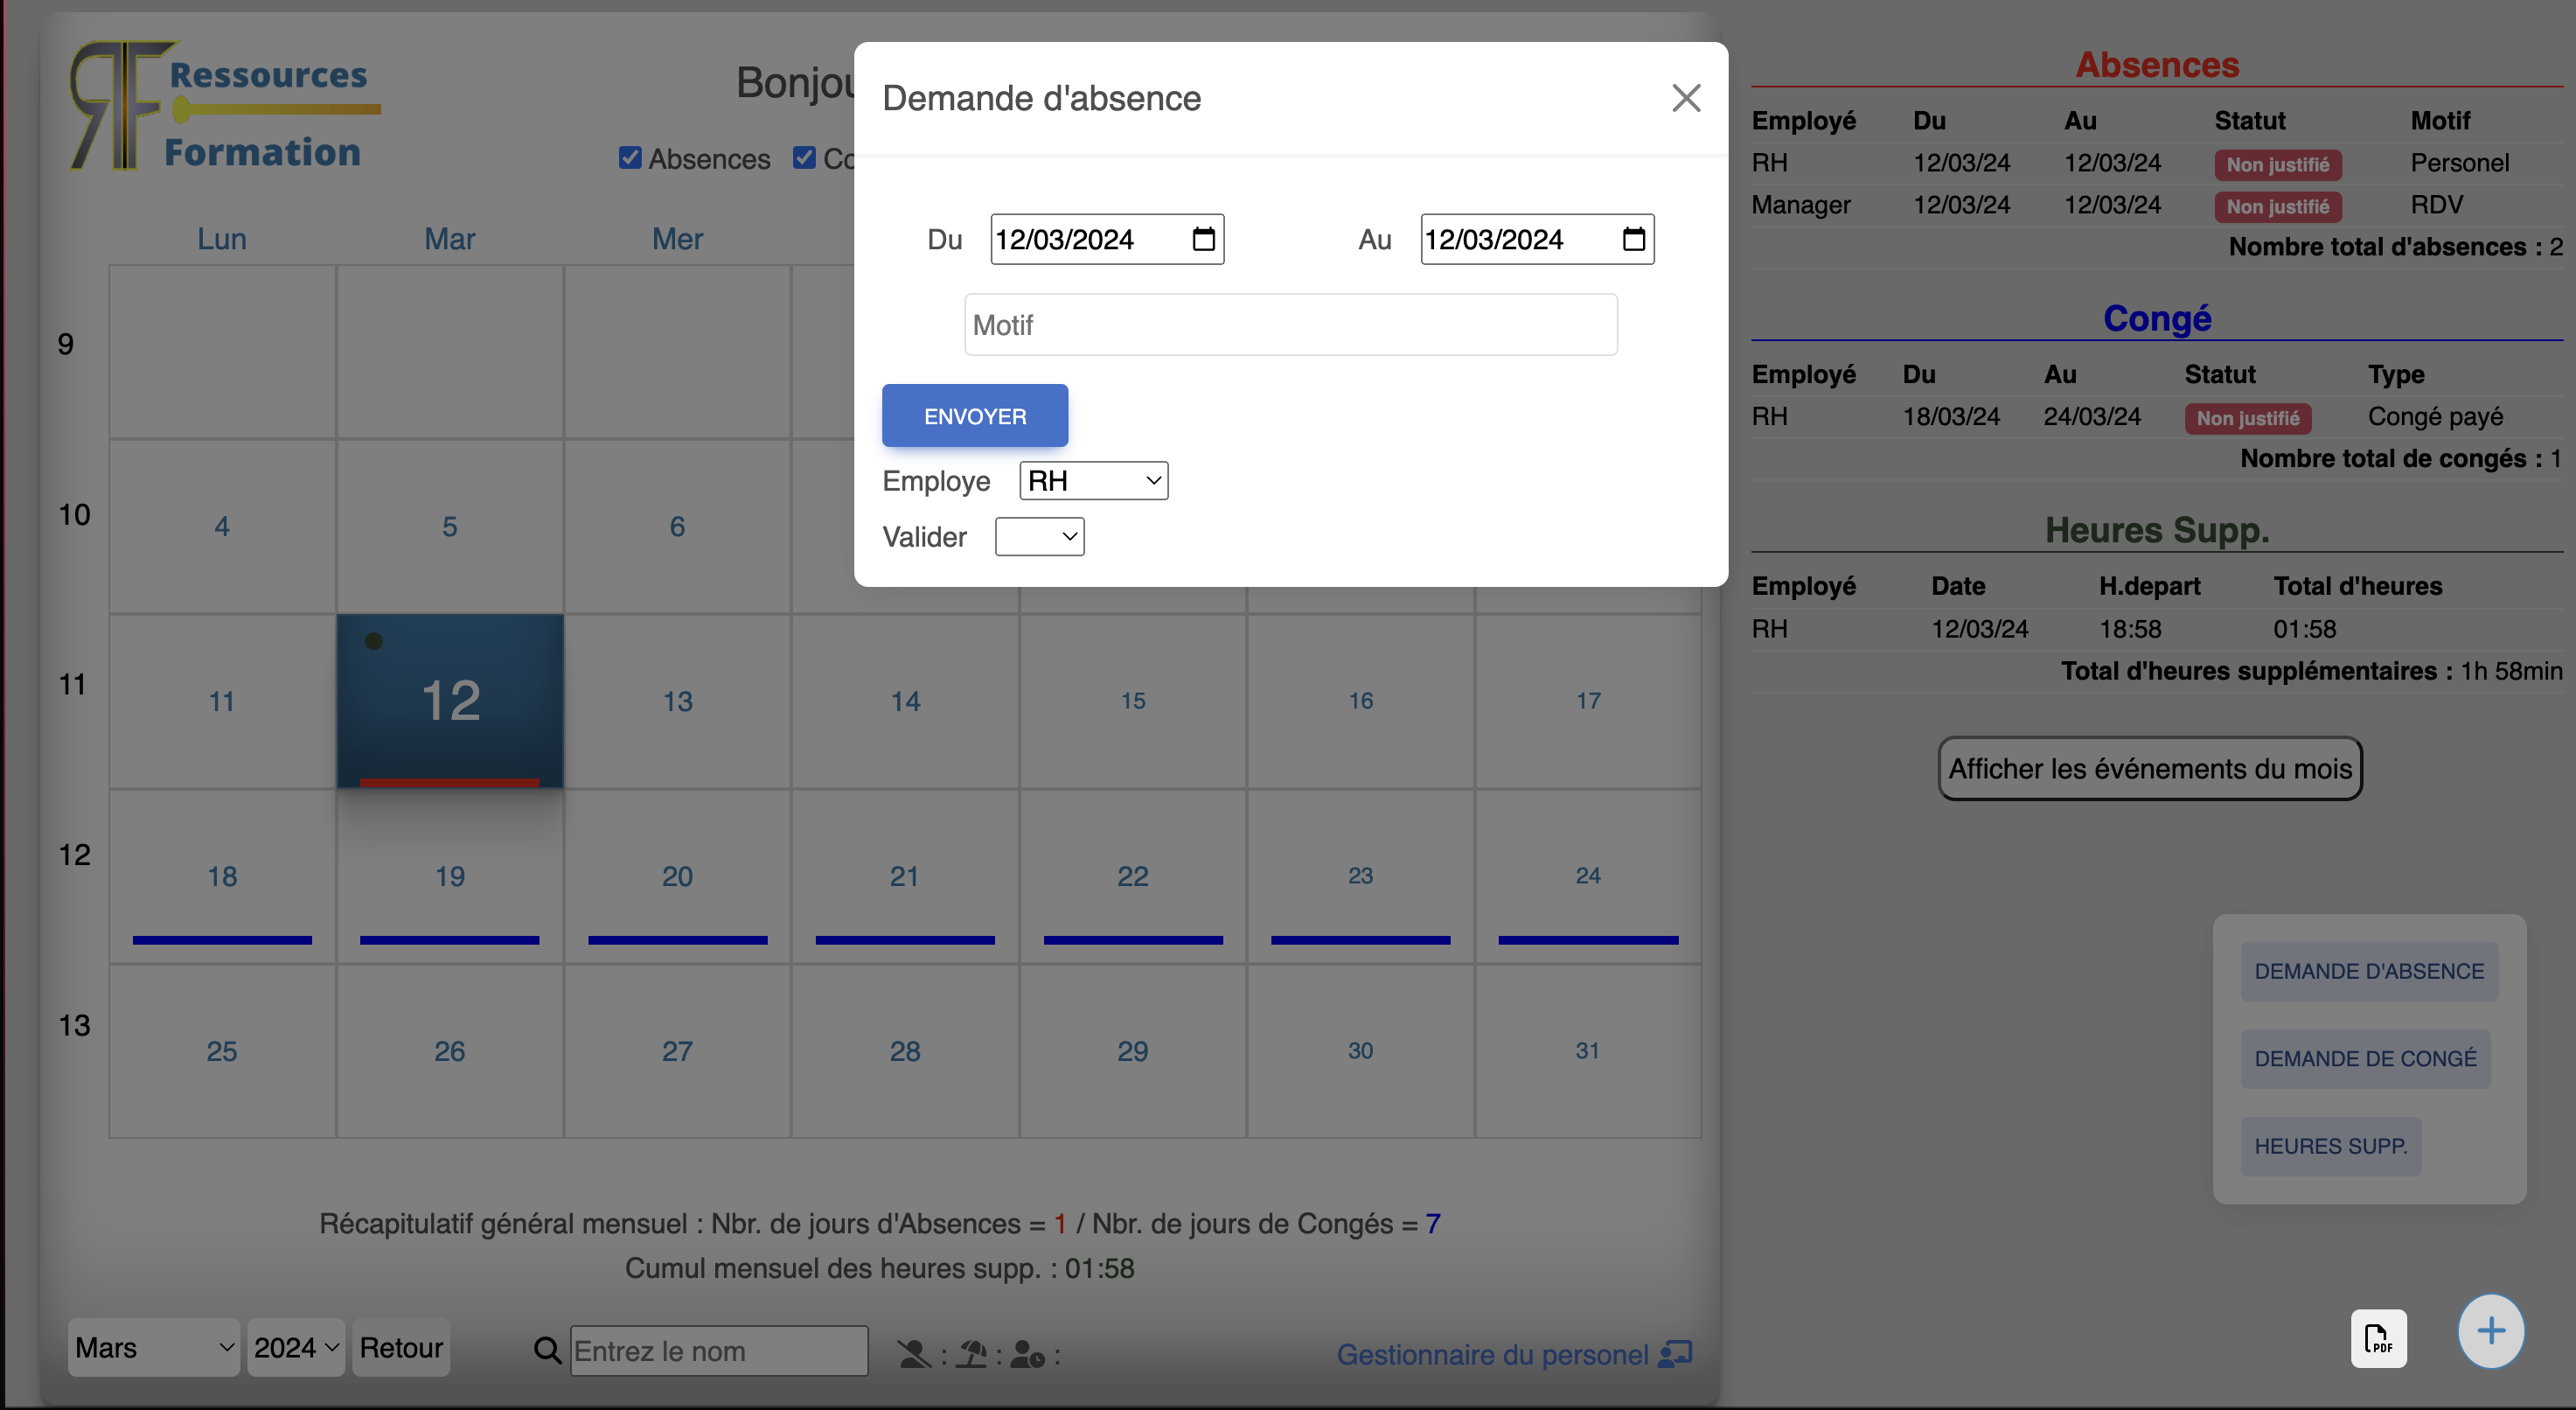 Ressources
Formation
Bonjou
Absences Co
Lun Mar Mer
9
10 4 5 6
11 11 12 13 14 15 16 17
12 18 19 20 21 22 23 24
13 25 26 27 28 29 30 31
Récapitulatif général mensuel : Nbr. de jours d'Absences = 1 / Nbr. de jours de Congés = 7
Cumul mensuel des heures supp. : 01:58
Mars 2024 Retour Entrez le nom : : : Gestionnaire du personel
Demande d'absence
Du 12/03/2024 Au 12/03/2024
Motif
ENVOYER
Employe RH
Valider
Absences
Employé Du Au Statut Motif
RH 12/03/24 12/03/24 Non justifié Personel
Manager 12/03/24 12/03/24 Non justifié RDV
Nombre total d'absences : 2
Congé
Employé Du Au Statut Type
RH 18/03/24 24/03/24 Non justifié Congé payé
Nombre total de congés : 1
Heures Supp.
Employé Date H.depart Total d'heures
RH 12/03/24 18:58 01:58
Total d'heures supplémentaires : 1h 58min
Afficher les événements du mois
DEMANDE D'ABSENCE
DEMANDE DE CONGÉ
HEURES SUPP.
PDF